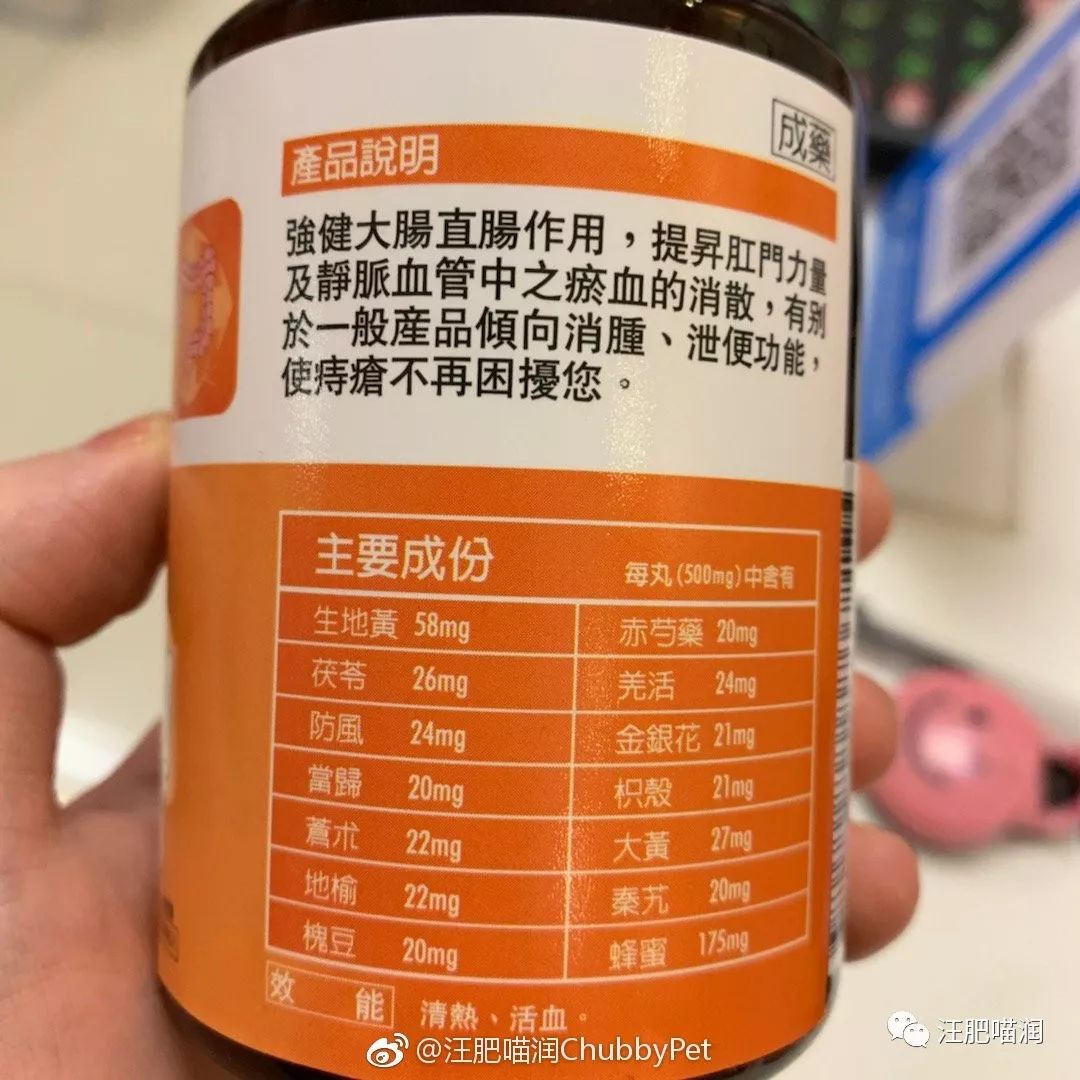 成藥
產品說明
強健大腸直腸作用，提昇肛門力量
及靜脈血管中之瘀血的消散，有別
於一般產品傾向消腫、泄便功能，
使痔瘡不再困擾您。
主要成份 每丸(500mg)中含有
生地黃 58mg 赤芍藥 20mg
茯苓 26mg 羌活 24mg
防風 24mg 金銀花 21mg
當歸 20mg 枳殼 21mg
蒼朮 22mg 大黃 27mg
地榆 22mg 秦艽 20mg
槐豆 20mg 蜂蜜 175mg
效能 清熱、活血。
@汪肥喵润ChubbyPet
汪肥喵润